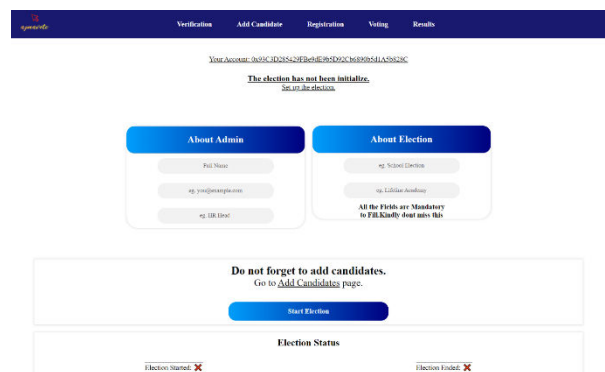 Verification Add Candidate Registration Voting Results
The election has not been initialize.
Set up the election.
About Admin
Full Name
eg. you@example.com
eg. HR Head
About Election
eg. School Election
eg. Lifeline Academy
All the Fields are Mandatory
to Fill.Kindly dont miss this
Do not forget to add candidates.
Go to Add Candidates page.
Start Election
Election Status
Election Started: ❌ Election Ended: ❌